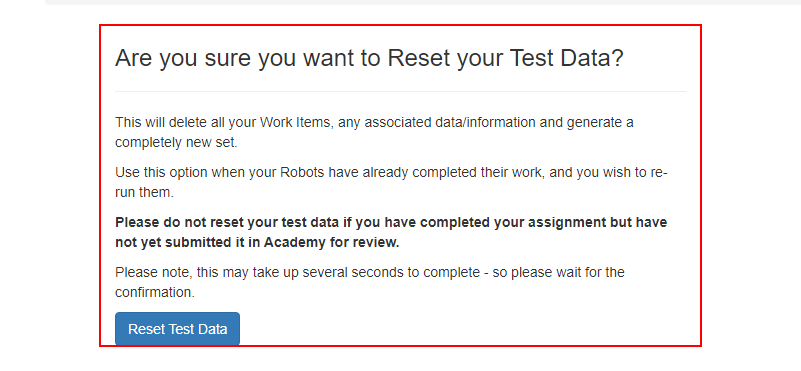 Are you sure you want to Reset your Test Data?
This will delete all your Work Items, any associated data/information and generate a
completely new set.
Use this option when your Robots have already completed their work, and you wish to re-
run them.
Please do not reset your test data if you have completed your assignment but have
not yet submitted it in Academy for review.
Please note, this may take up several seconds to complete - so please wait for the
confirmation.
Reset Test Data